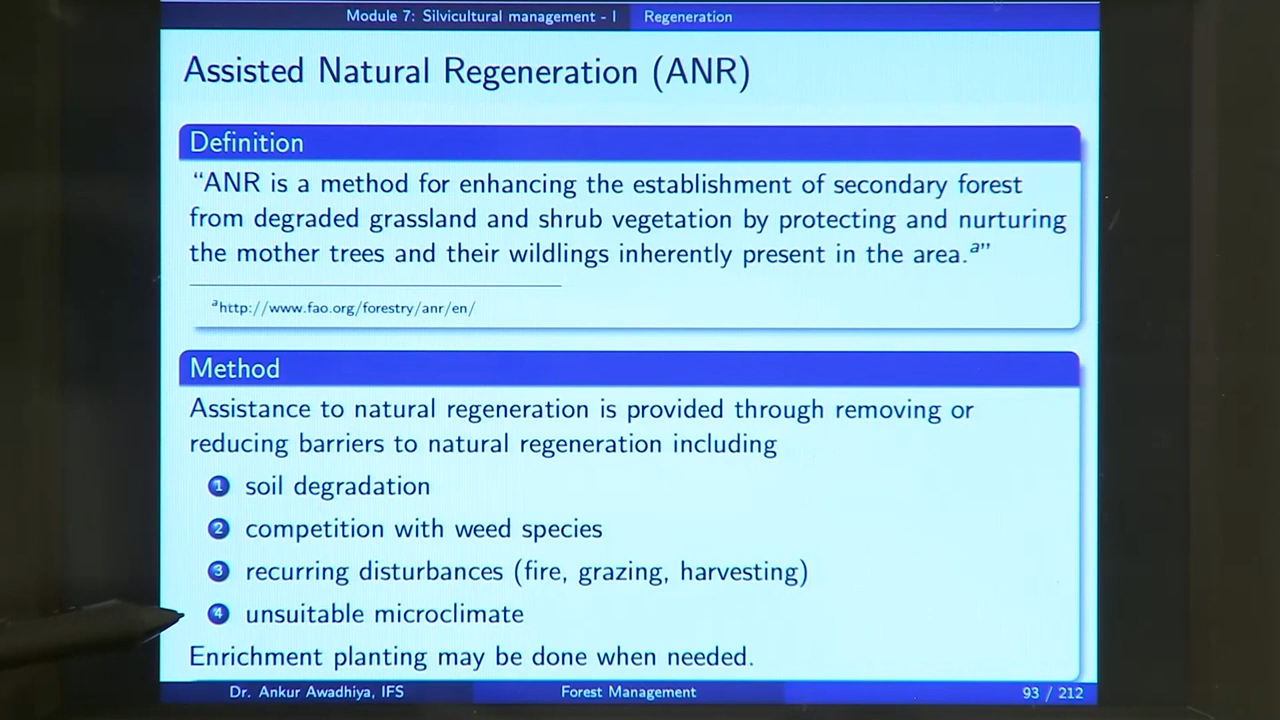 Module 7: Silvicultural management - I Regeneration
Assisted Natural Regeneration (ANR)
Definition
“ANR is a method for enhancing the establishment of secondary forest
from degraded grassland and shrub vegetation by protecting and nurturing
the mother trees and their wildlings inherently present in the area.ᵃ”
ᵃhttp://www.fao.org/forestry/anr/en/
Method
Assistance to natural regeneration is provided through removing or
reducing barriers to natural regeneration including
1 soil degradation
2 competition with weed species
3 recurring disturbances (fire, grazing, harvesting)
4 unsuitable microclimate
Enrichment planting may be done when needed.
Dr. Ankur Awadhiya, IFS Forest Management 93 / 212